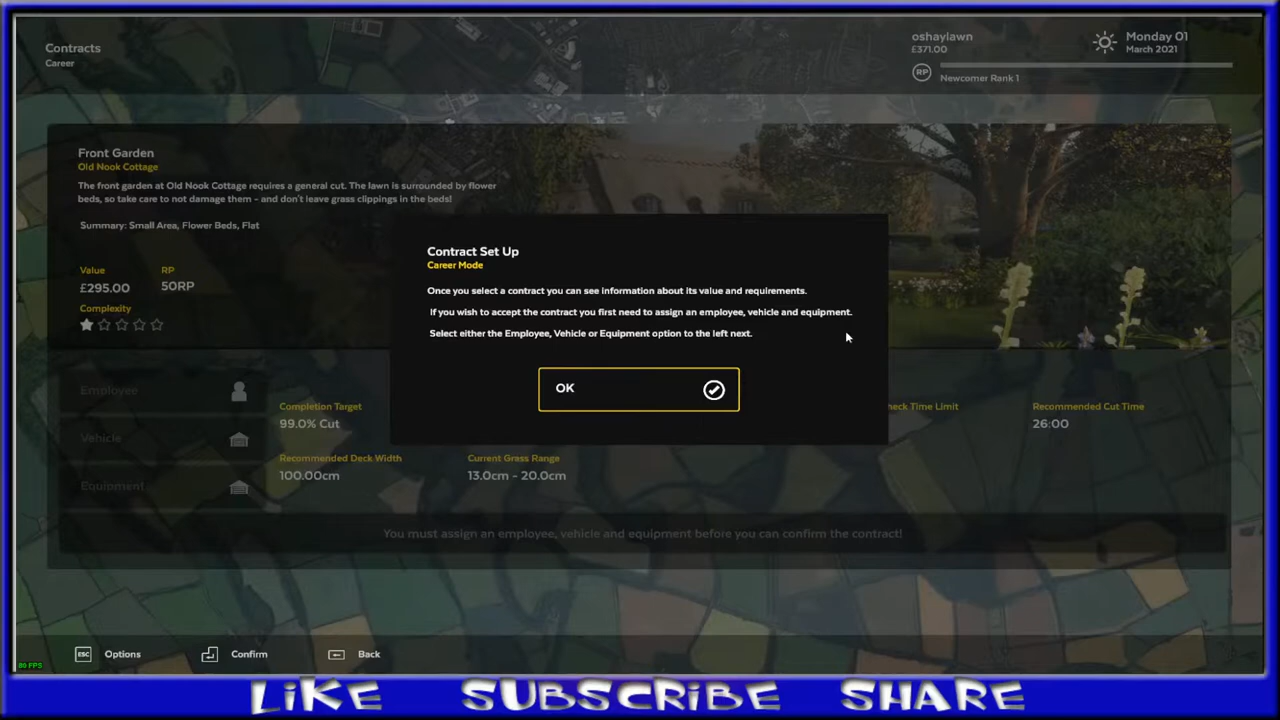 Contracts
Career
oshaylawn
£371.00
Monday 01
March 2021
RP
Newcomer Rank 1
Front Garden
Old Nook Cottage
The front garden at Old Nook Cottage requires a general cut. The lawn is surrounded by flower
beds, so take care to not damage them - and don't leave grass clippings in the beds!
Summary: Small Area, Flower Beds, Flat
Value
RP
£295.00
50RP
Complexity
Contract Set Up
Career Mode
Once you select a contract you can see information about its value and requirements.
If you wish to accept the contract you first need to assign an employee, vehicle and equipment.
Select either the Employee, Vehicle or Equipment option to the left next.
OK
Employee
Vehicle
Equipment
Completion Target
99.0% Cut
Time Limit
Recommended Cut Time
26:00
Recommended Deck Width
100.00cm
Current Grass Range
13.0cm - 20.0cm
You must assign an employee, vehicle and equipment before you can confirm the contract!
ESC Options
Confirm
Back
86 FPS
LiKE SUBSCRiBE SHARE